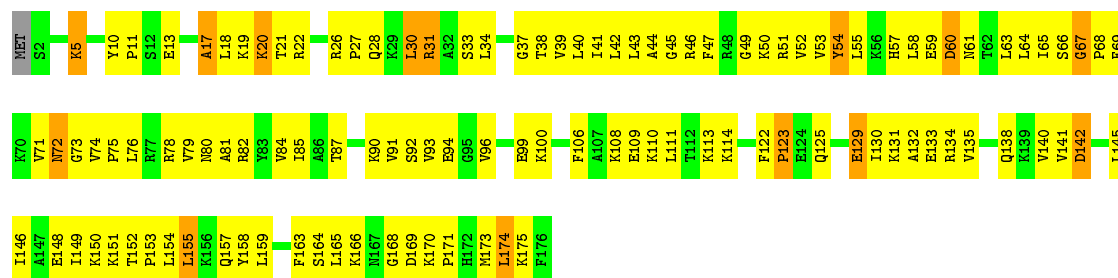 MET S2 K5 Y10 P11 S12 E13 A17 L18 K19 K20 T21 R22 R26 P27 Q28 K29 L30 R31 A32 S33 L34 G37 T38 V39 L40 I41 L42 L43 A44 G45 R46 F47 R48 G49 K50 R51 V52 V53 Y54 L55 K56 H57 L58 E59 D60 N61 T62 L63 L64 I65 S66 G67 P68 F69
K70 V71 N72 G73 V74 P75 L76 R77 R78 V79 N80 A81 R82 Y83 V84 I85 A86 T87 K90 V91 S92 V93 E94 G95 V96 E99 K100 F106 A107 K108 E109 K110 L111 T112 K113 K114 F122 P123 E124 Q125 E129 I130 K131 A132 E133 R134 V135 Q138 K139 V140 V141 D142 L145
I146 A147 E148 I149 K150 K151 T152 P153 L154 L155 K156 Q157 Y158 L159 F163 S164 L165 K166 N167 G168 D169 K170 P171 H172 M173 L174 K175 F176